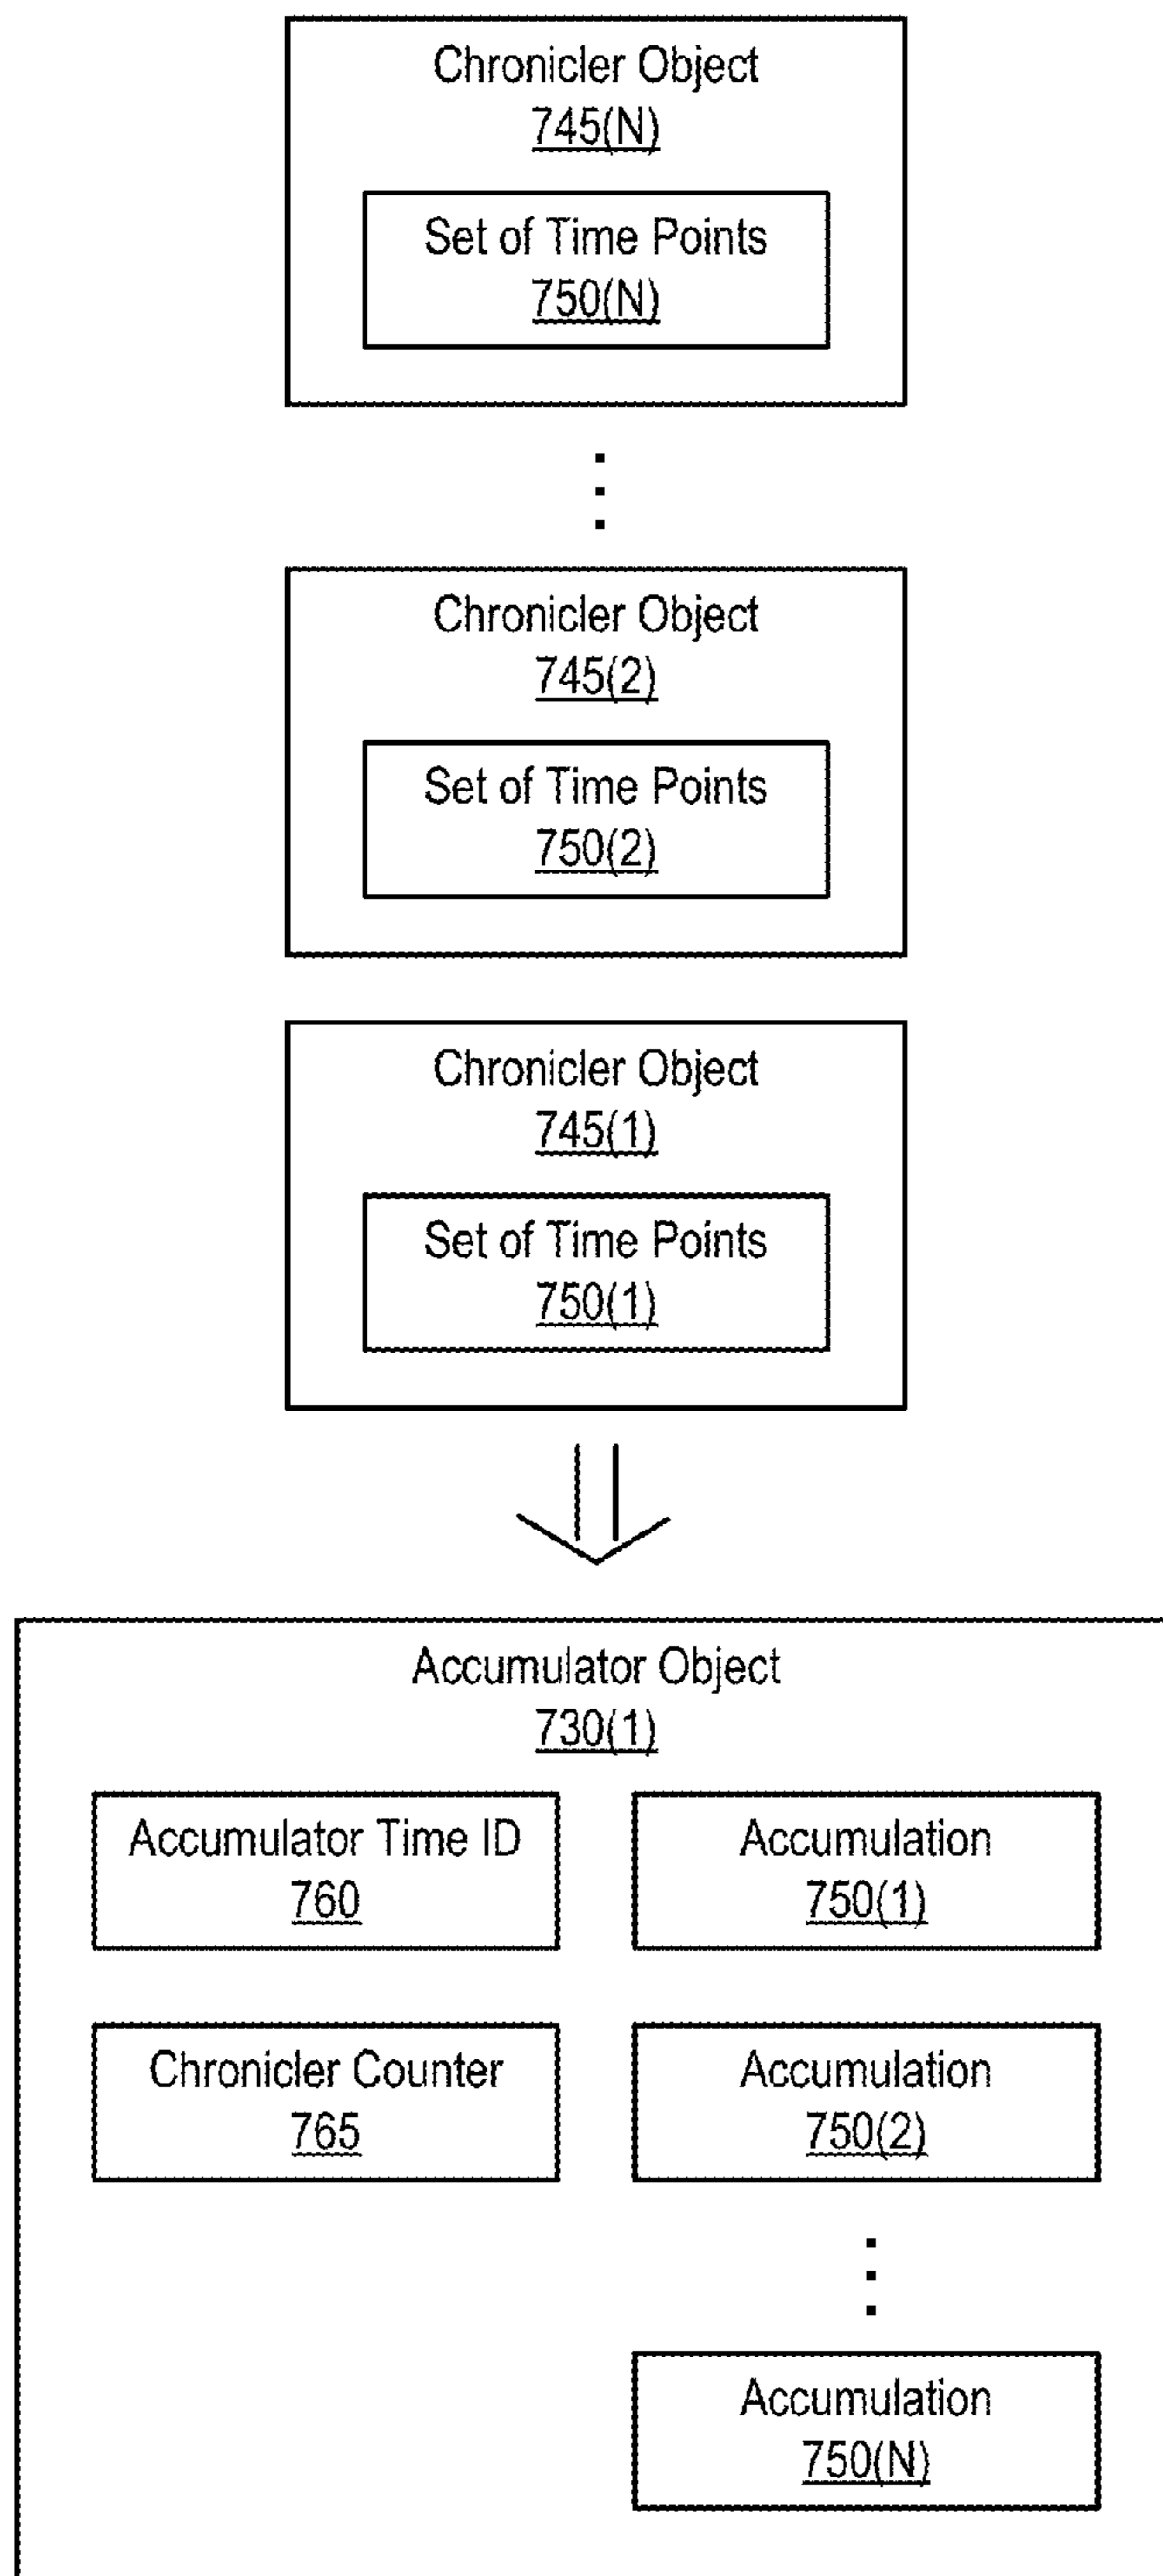 Chronicler Object
745(N)
Set of Time Points
750(N)
Chronicler Object
745(2)
Set of Time Points
750(2)
Chronicler Object
745(1)
Set of Time Points
750(1)
Accumulator Object
730(1)
Accumulator Time ID
760
Accumulation
750(1)
Chronicler Counter
765
Accumulation
750(2)
Accumulation
750(N)